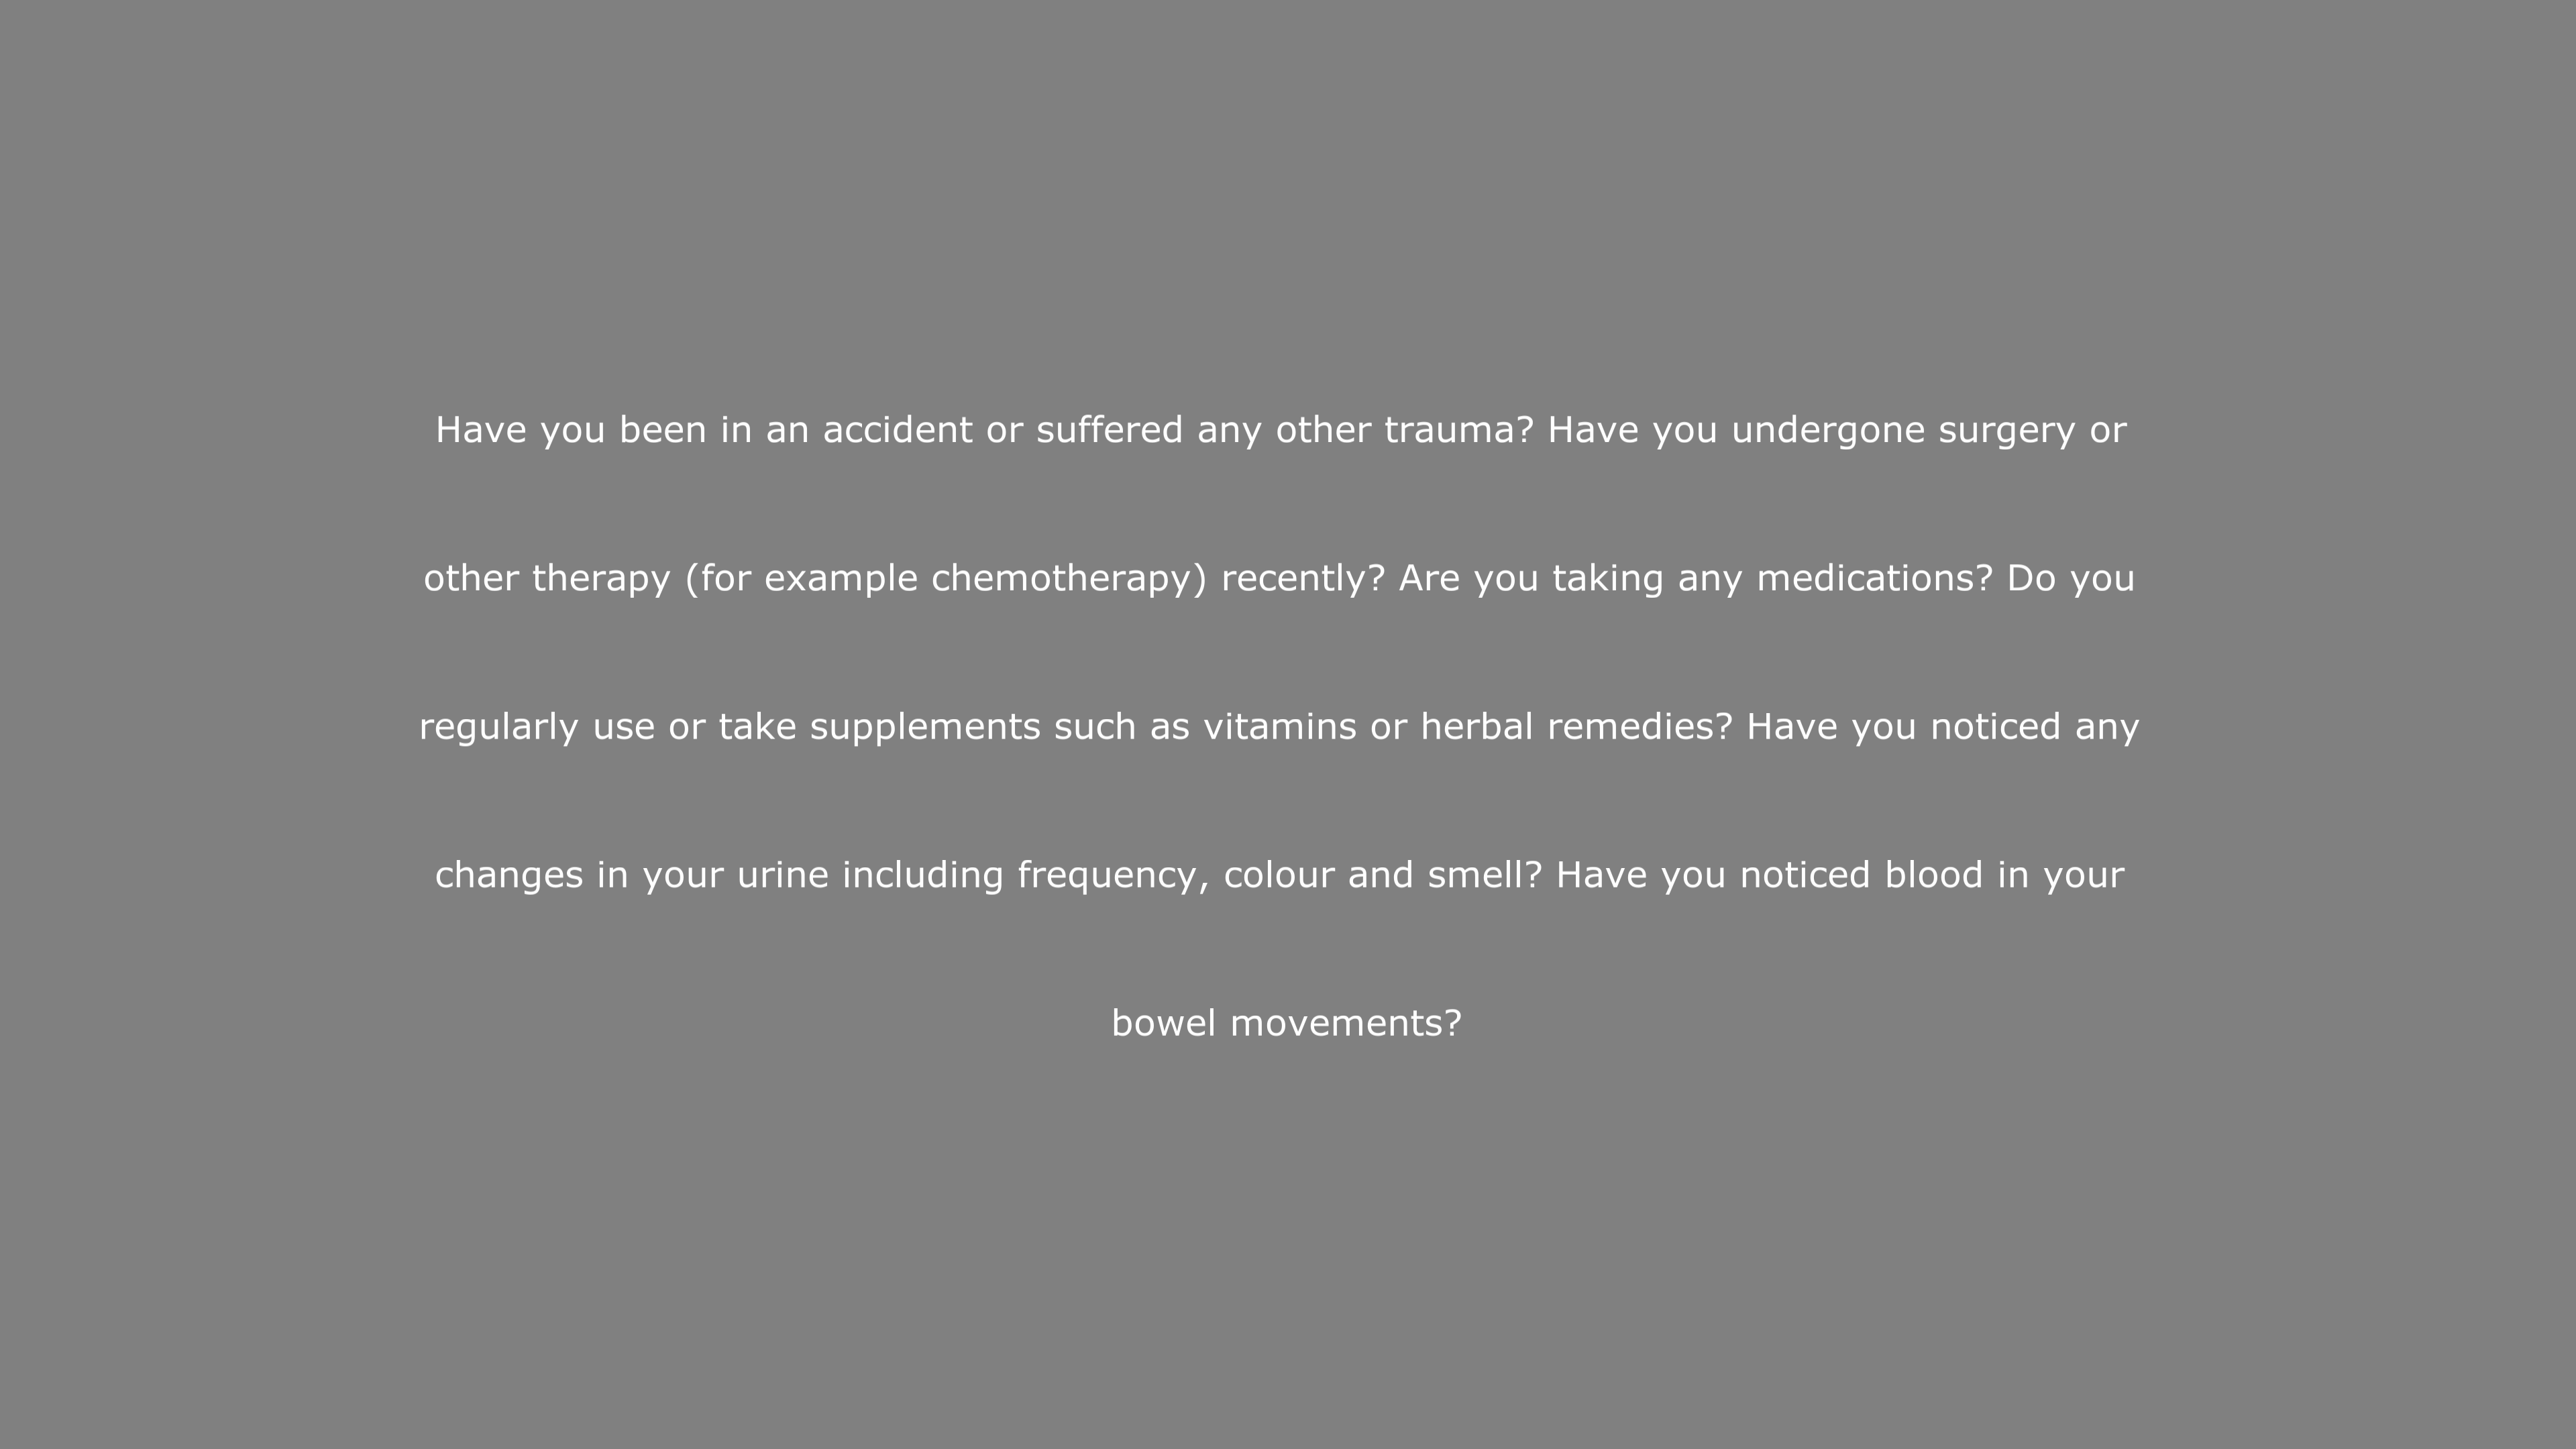 Have you been in an accident or suffered any other trauma? Have you undergone surgery or
other therapy (for example chemotherapy) recently? Are you taking any medications? Do you
regularly use or take supplements such as vitamins or herbal remedies? Have you noticed any
changes in your urine including frequency, colour and smell? Have you noticed blood in your
bowel movements?